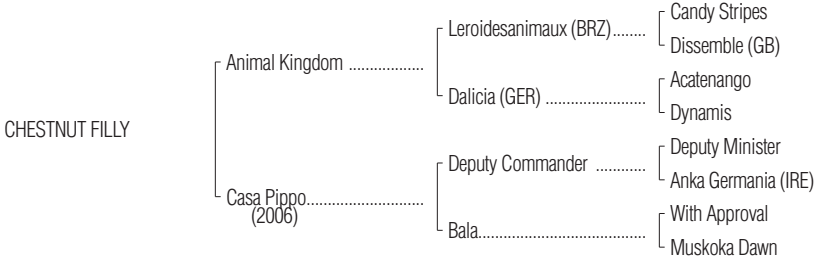 Candy Stripes
Leroidesanimaux (BRZ)........
Dissemble (GB)
Animal Kingdom ..................
Acatenango
Dalicia (GER) ........................
Dynamis
CHESTNUT FILLY
Deputy Minister
Deputy Commander ............
Anka Germania (IRE)
Casa Pippo............................
(2006)
With Approval
Bala........................................
Muskoka Dawn